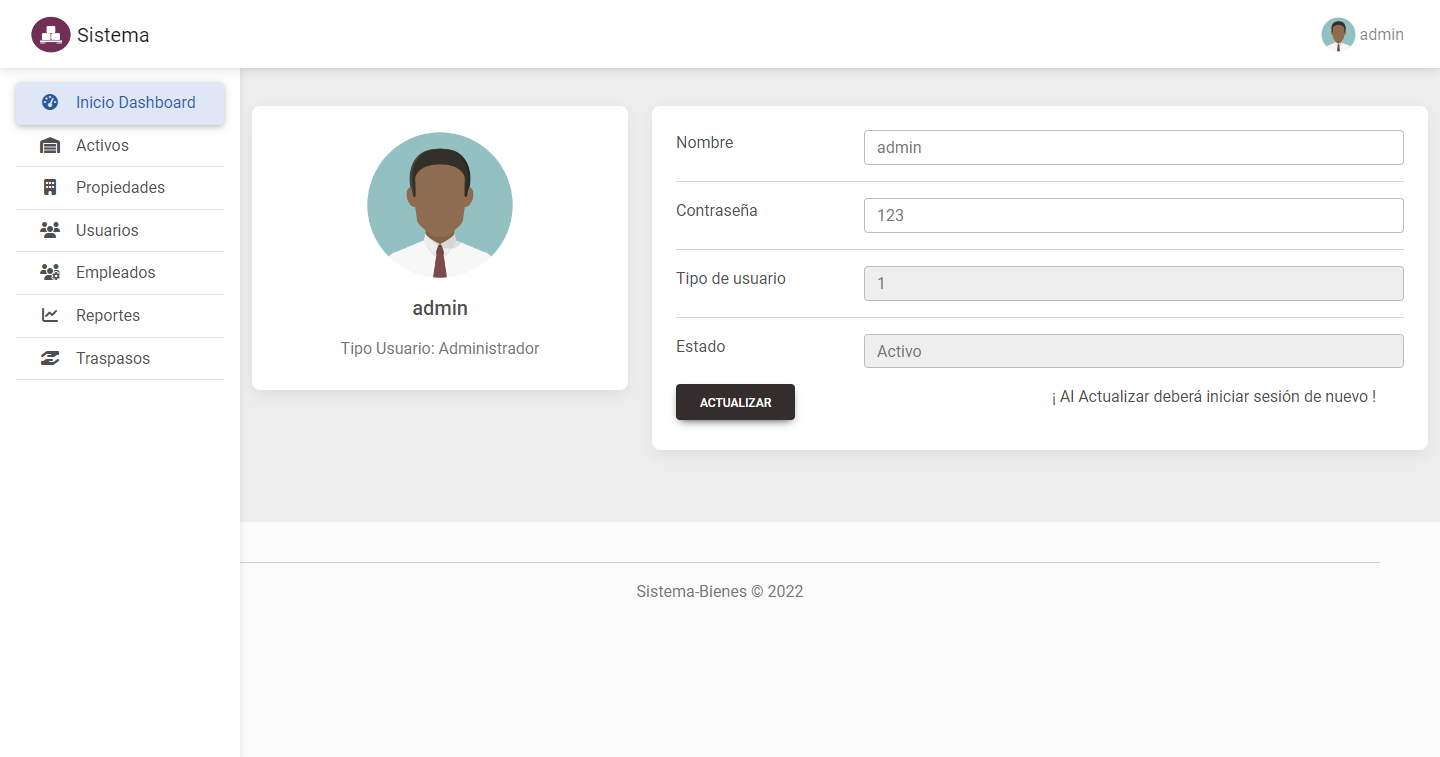 Sistema
admin
Inicio Dashboard
Activos
Propiedades
Usuarios
Empleados
Reportes
Traspasos
admin
Tipo Usuario: Administrador
Nombre
admin
Contraseña
123
Tipo de usuario
1
Estado
Activo
ACTUALIZAR
¡ Al Actualizar deberá iniciar sesión de nuevo !
Sistema-Bienes © 2022